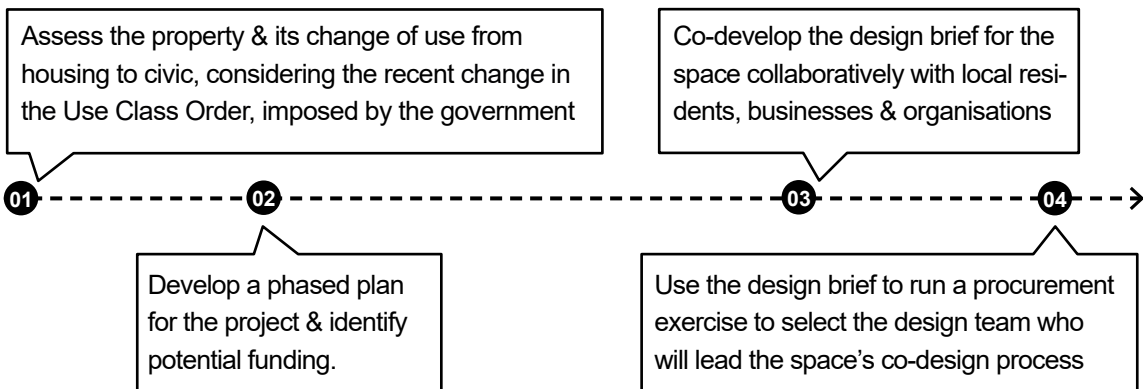 Assess the property & its change of use from
housing to civic, considering the recent change in
the Use Class Order, imposed by the government
Co-develop the design brief for the
space collaboratively with local resi-
dents, businesses & organisations
01
02
03
04
Develop a phased plan
for the project & identify
potential funding.
Use the design brief to run a procurement
exercise to select the design team who
will lead the space's co-design process